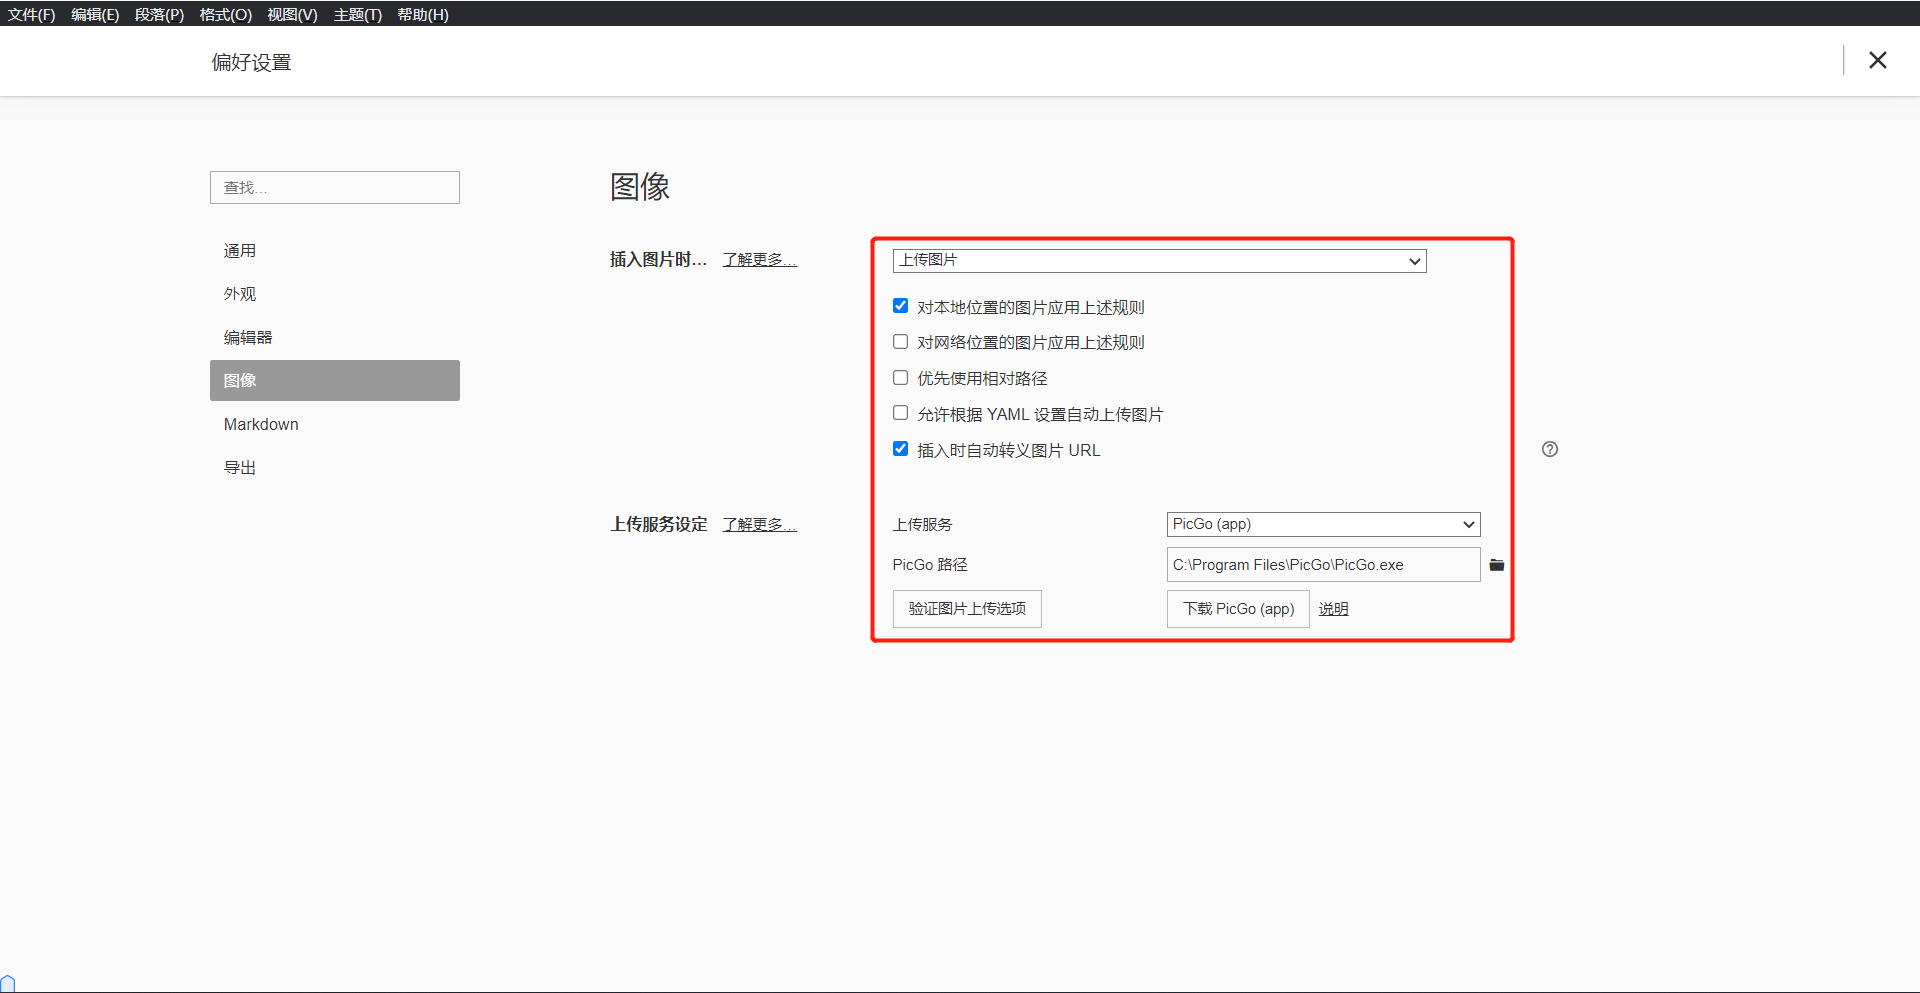 文件(F) 编辑(E) 段落(P) 格式(O) 视图(V) 主题(T) 帮助(H)
偏好设置
查找...
通用
外观
编辑器
图像
Markdown
导出
图像
插入图片时... 了解更多...
上传图片
对本地位置的图片应用上述规则
对网络位置的图片应用上述规则
优先使用相对路径
允许根据 YAML 设置自动上传图片
插入时自动转义图片 URL
上传服务设定 了解更多...
上传服务 PicGo (app)
PicGo 路径 C:\Program Files\PicGo\PicGo.exe
验证图片上传选项 下载 PicGo (app) 说明